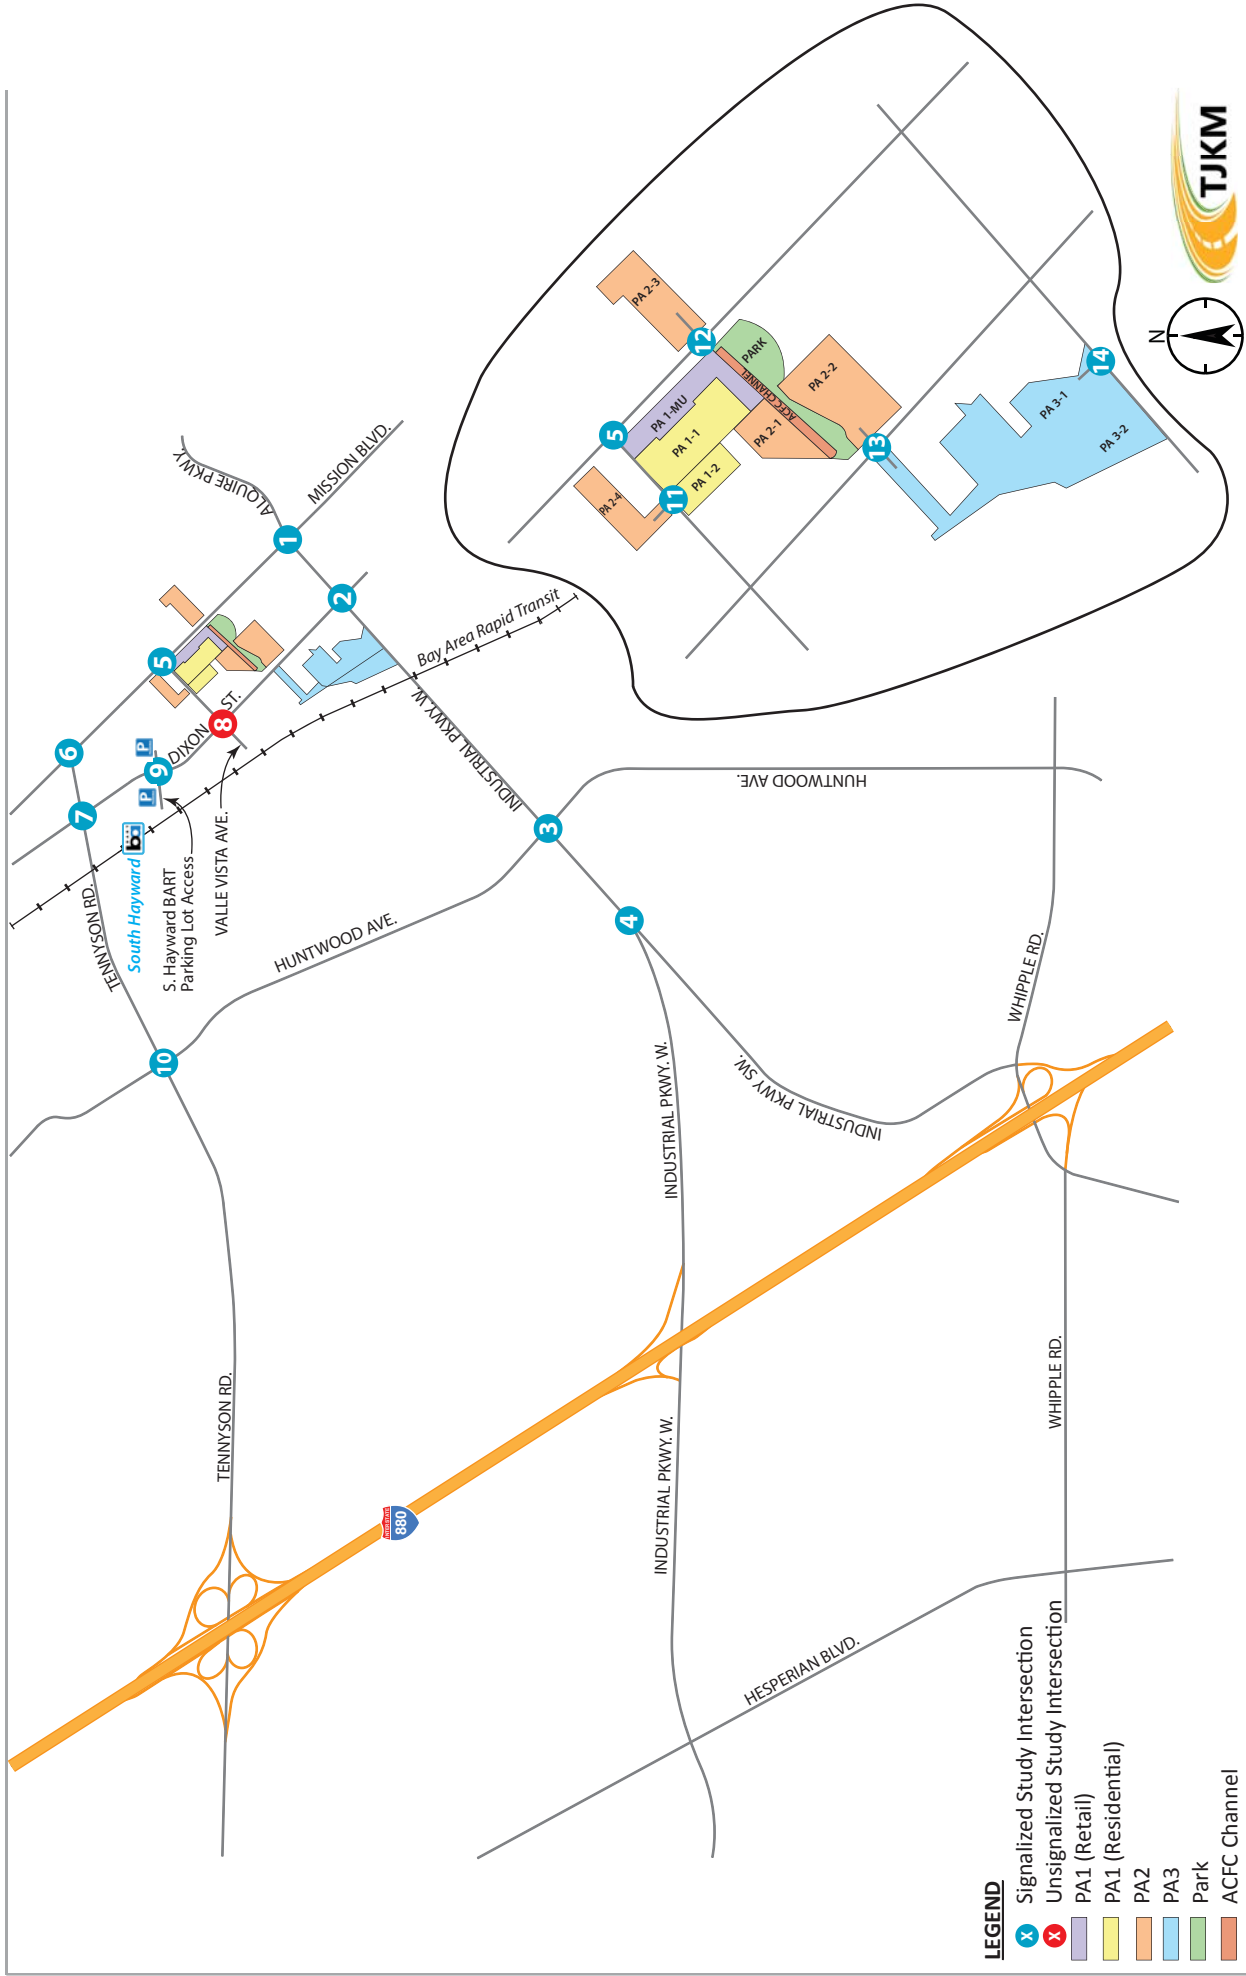 ALQUIRE PKWY
MISSION BLVD.
1
2
5
6
7
8
9
DIXON
ST.
P
P
South Hayward
ba
S. Hayward BART
Parking Lot Access
VALLE VISTA AVE.
TENNYSON RD.
10
HUNTWOOD AVE.
Bay Area Rapid Transit
INDUSTRIAL PKWY. W.
3
4
HUNTWOOD AVE.
INDUSTRIAL PKWY. W.
INDUSTRIAL PKWY SW.
WHIPPLE RD.
TENNYSON RD.
INTERSTATE
880
INDUSTRIAL PKWY. W.
WHIPPLE RD.
HESPERIAN BLVD.
PA 2-3
12
PARK
ACFC CHANNEL
PA 2-2
5
PA 1-MU
PA 1-1
PA 2-1
PA 1-2
PA 2-4
11
13
PA 3-1
PA 3-2
14
N
TJKM
LEGEND
X Signalized Study Intersection
X Unsignalized Study Intersection
PA1 (Retail)
PA1 (Residential)
PA2
PA3
Park
ACFC Channel